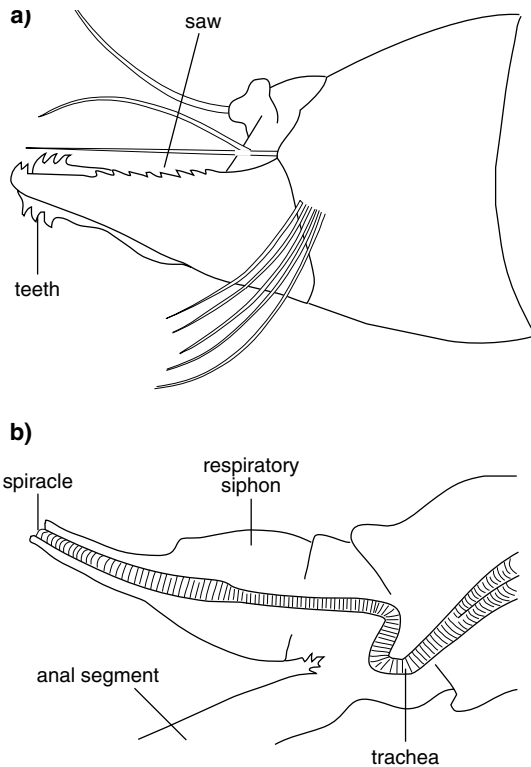 a)
saw
teeth
b)
respiratory
siphon
spiracle
anal segment
trachea